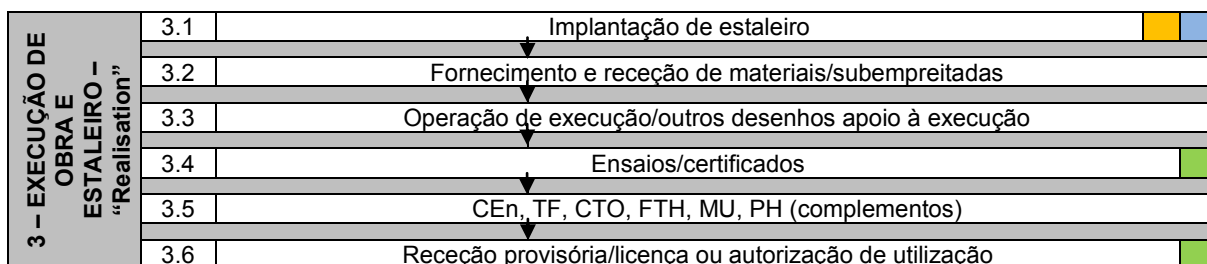 3 – EXECUÇÃO DE
OBRA E
ESTALEIRO –
“Realisation”
3.1 Implantação de estaleiro
3.2 Fornecimento e receção de materiais/subempreitadas
3.3 Operação de execução/outros desenhos apoio à execução
3.4 Ensaios/certificados
3.5 CEn, TF, CTO, FTH, MU, PH (complementos)
3.6 Receção provisória/licença ou autorização de utilização